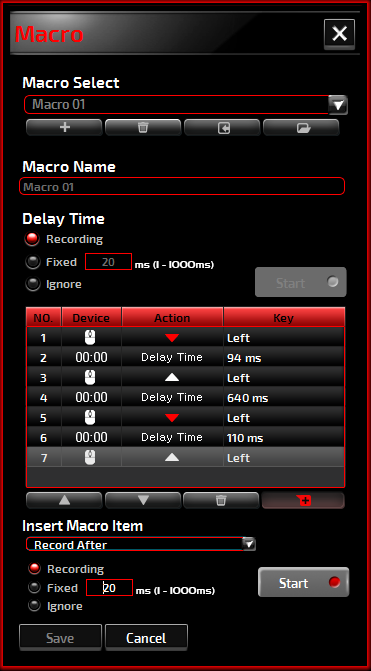 Macro
Macro Select
Macro 01
Macro Name
Macro 01
Delay Time
Recording
Fixed 20 ms (1 - 1000ms)
Ignore
Start
NO. Device Action Key
1 Left
2 00:00 Delay Time 94 ms
3 Left
4 00:00 Delay Time 640 ms
5 Left
6 00:00 Delay Time 110 ms
7 Left
Insert Macro Item
Record After
Recording
Fixed 20 ms (1 - 1000ms)
Ignore
Start
Save Cancel